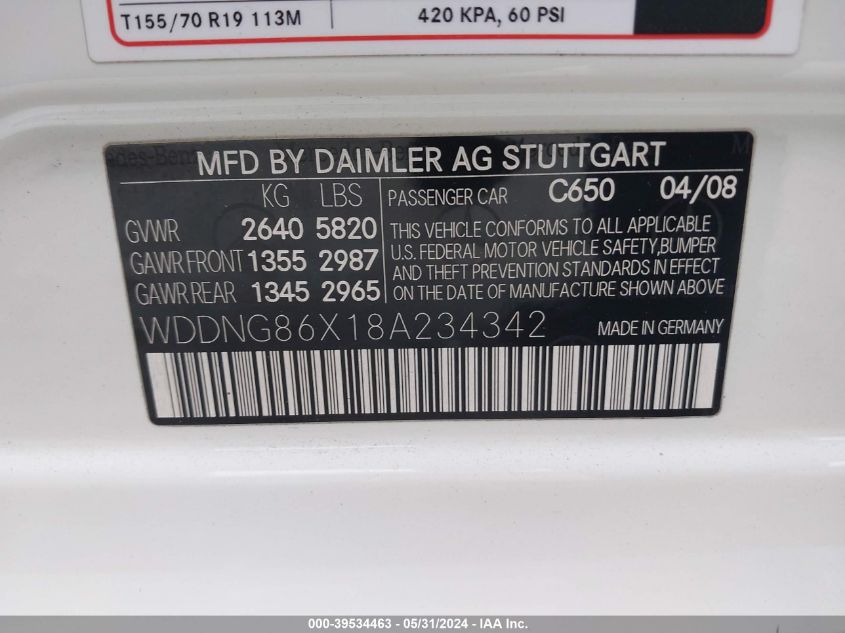 T155/70 R19 113M 420 KPA, 60 PSI
MFD BY DAIMLER AG STUTTGART
KG LBS PASSENGER CAR C650 04/08
GVWR 2640 5820
GAWR FRONT 1355 2987
GAWR REAR 1345 2965
THIS VEHICLE CONFORMS TO ALL APPLICABLE
U.S. FEDERAL MOTOR VEHICLE SAFETY,BUMPER
AND THEFT PREVENTION STANDARDS IN EFFECT
ON THE DATE OF MANUFACTURE SHOWN ABOVE
WDDNG86X18A234342 MADE IN GERMANY
000-39534463 - 05/31/2024 - IAA Inc.